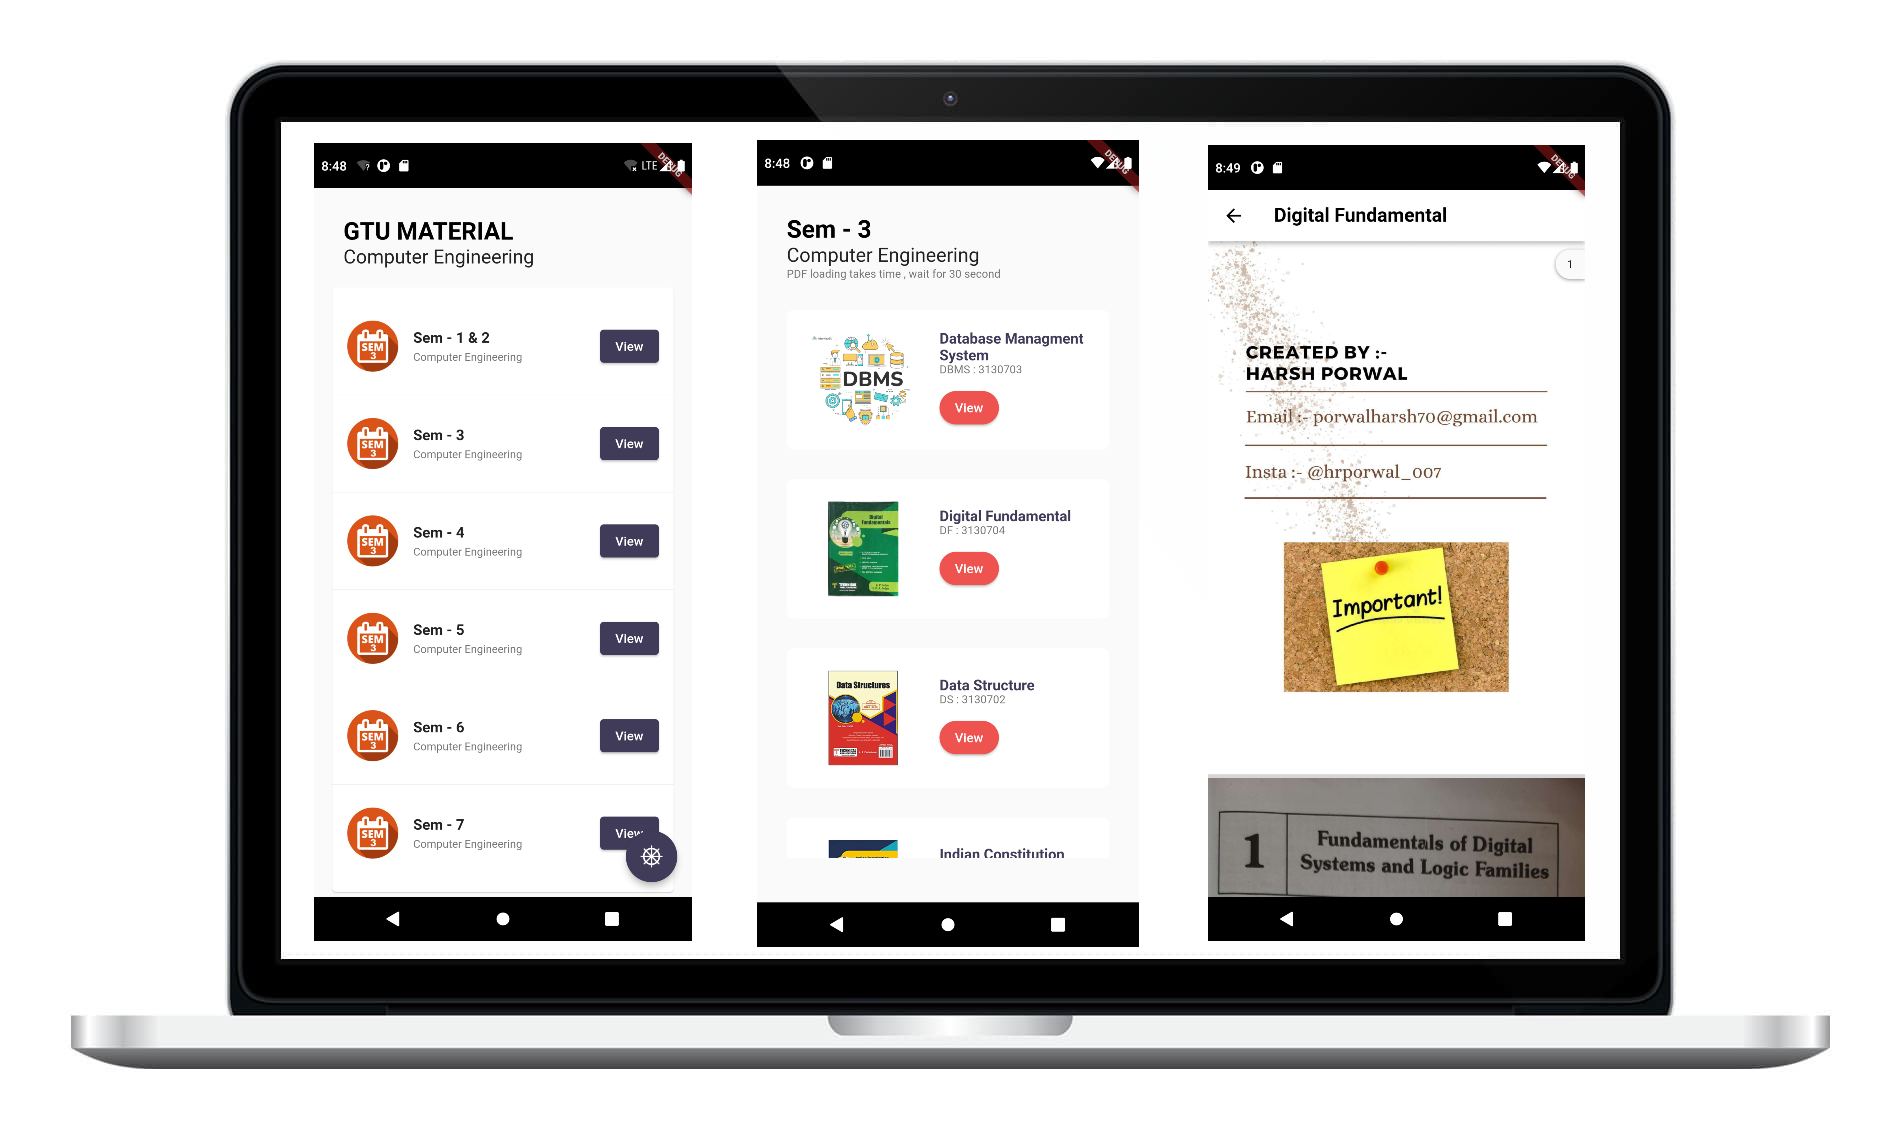 8:48
LTE
DEBUG
GTU MATERIAL
Computer Engineering
SEM
3
Sem - 1 & 2
Computer Engineering
View
SEM
3
Sem - 3
Computer Engineering
View
SEM
3
Sem - 4
Computer Engineering
View
SEM
3
Sem - 5
Computer Engineering
View
SEM
3
Sem - 6
Computer Engineering
View
SEM
3
Sem - 7
Computer Engineering
View
8:48
DEBUG
Sem - 3
Computer Engineering
PDF loading takes time , wait for 30 second
DBMS
Database Managment
System
DBMS : 3130703
View
Digital
Fundamentals
Digital Fundamental
DF : 3130704
View
Data Structures
Data Structure
DS : 3130702
View
Indian Constitution
8:49
DEBUG
Digital Fundamental
1
CREATED BY :-
HARSH PORWAL
Email :- porwalharsh70@gmail.com
Insta :- @hrporwal_007
Important!
1
Fundamentals of Digital
Systems and Logic Families